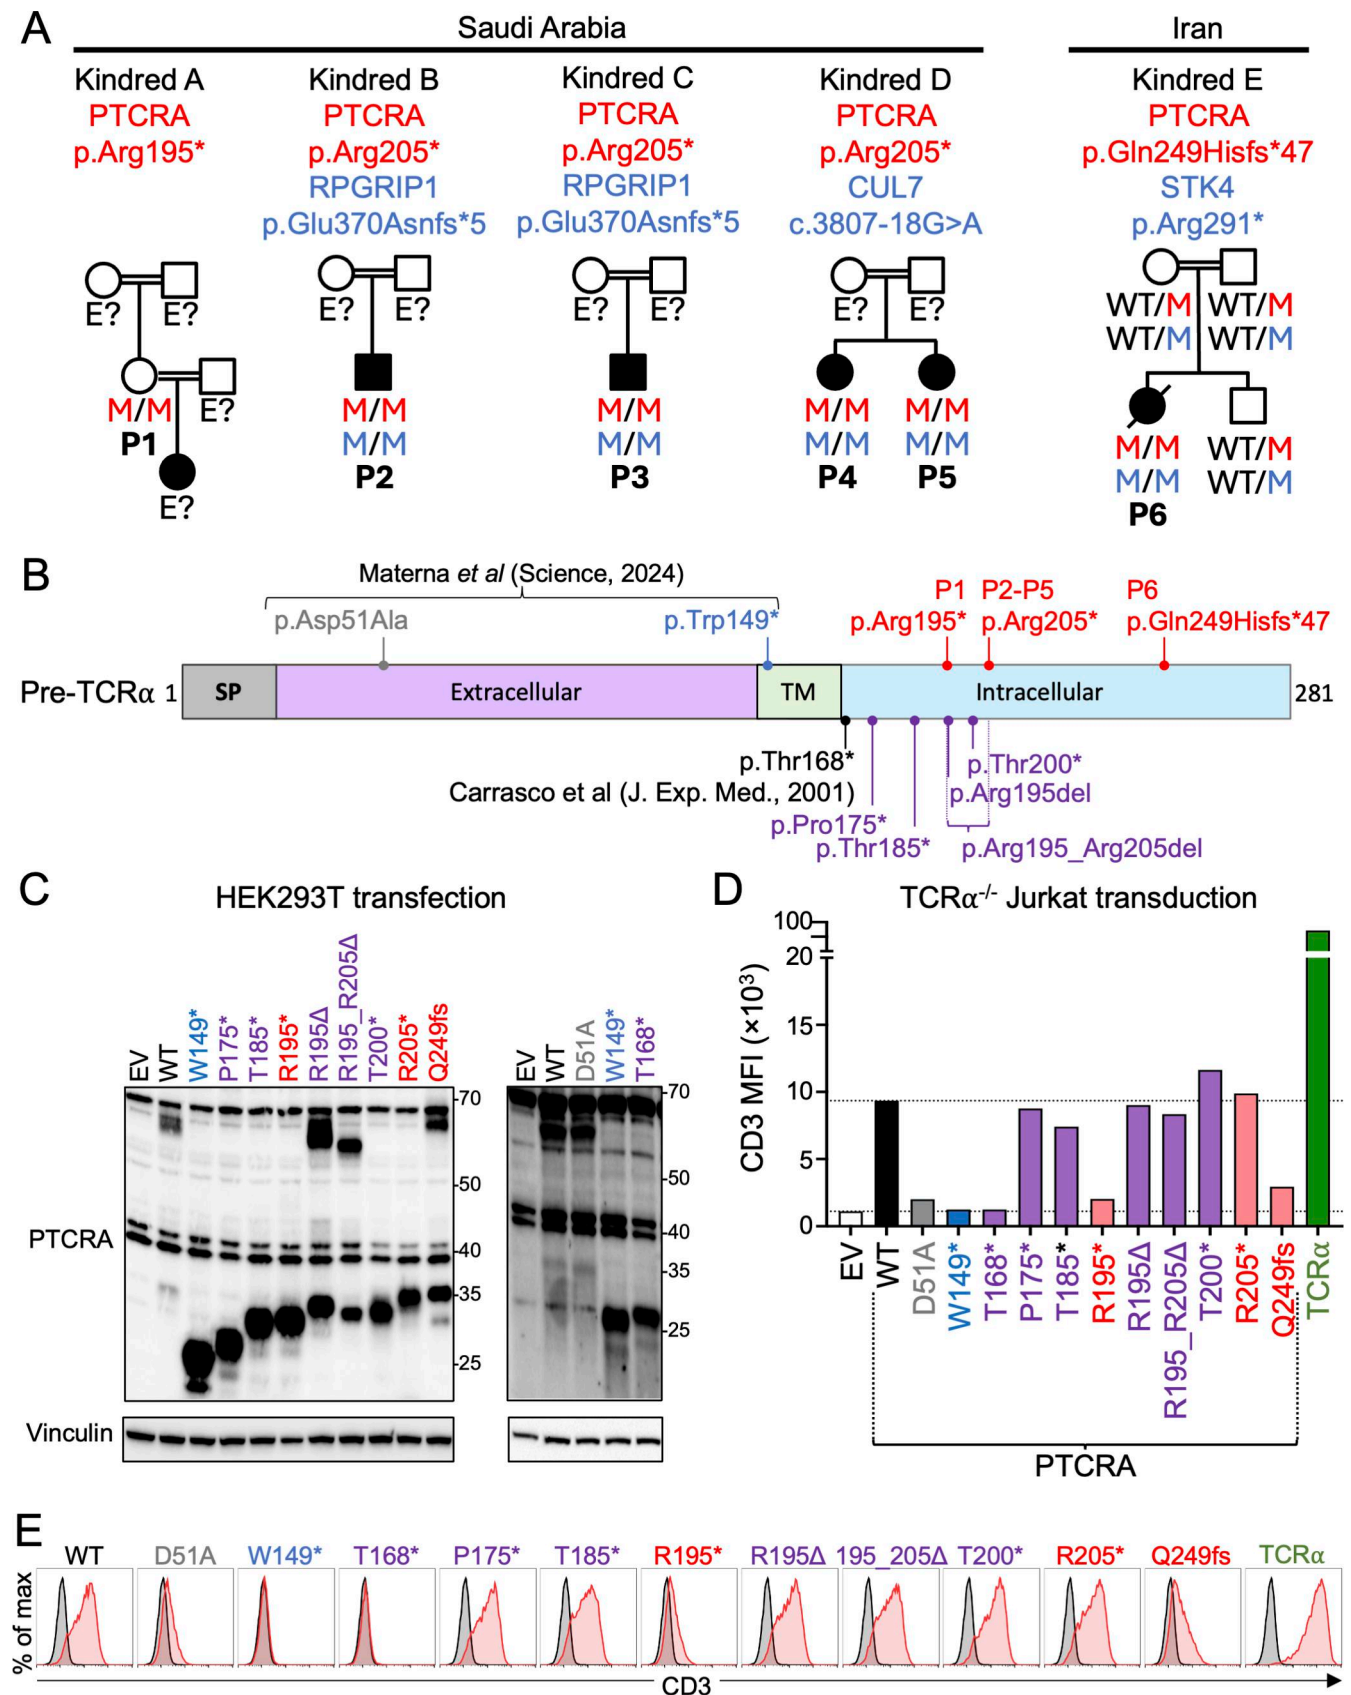 A
Saudi Arabia
Iran
Kindred A
Kindred B
Kindred C
Kindred D
Kindred E
PTCRA
PTCRA
PTCRA
PTCRA
PTCRA
p.Arg195*
p.Arg205*
p.Arg205*
p.Arg205*
p.Gln249Hisfs*47
RPGRIP1
RPGRIP1
CUL7
STK4
p.Glu370Asnfs*5
p.Glu370Asnfs*5
c.3807-18G>A
p.Arg291*
E? E?
E? E?
E? E?
E? E?
WT/M WT/M
WT/M WT/M
M/M E?
P1
E?
M/M
M/M
P2
M/M
M/M
P3
M/M M/M
M/M M/M
P4 P5
M/M WT/M
M/M WT/M
P6
B
Materna et al (Science, 2024)
p.Asp51Ala
p.Trp149*
P1 P2-P5 P6
p.Arg195* p.Arg205* p.Gln249Hisfs*47
Pre-TCRα 1 SP Extracellular TM Intracellular 281
p.Thr168*
p.Thr200*
Carrasco et al (J. Exp. Med., 2001)
p.Arg195del
p.Pro175*
p.Thr185*
p.Arg195_Arg205del
C
HEK293T transfection
EV WT W149* P175* T185* R195* R195Δ R195_R205Δ T200* R205* Q249fs
EV WT D51A W149* T168*
PTCRA
-70
-50
-40
-35
-25
-70
-50
-40
-35
-25
Vinculin
D
TCRα-/- Jurkat transduction
CD3 MFI (×10³)
100
20
15
10
5
0
EV WT D51A W149* T168* P175* T185* R195* R195Δ R195_R205Δ T200* R205* Q249fs TCRα
PTCRA
E
WT D51A W149* T168* P175* T185* R195* R195Δ 195_205Δ T200* R205* Q249fs TCRα
% of max
CD3